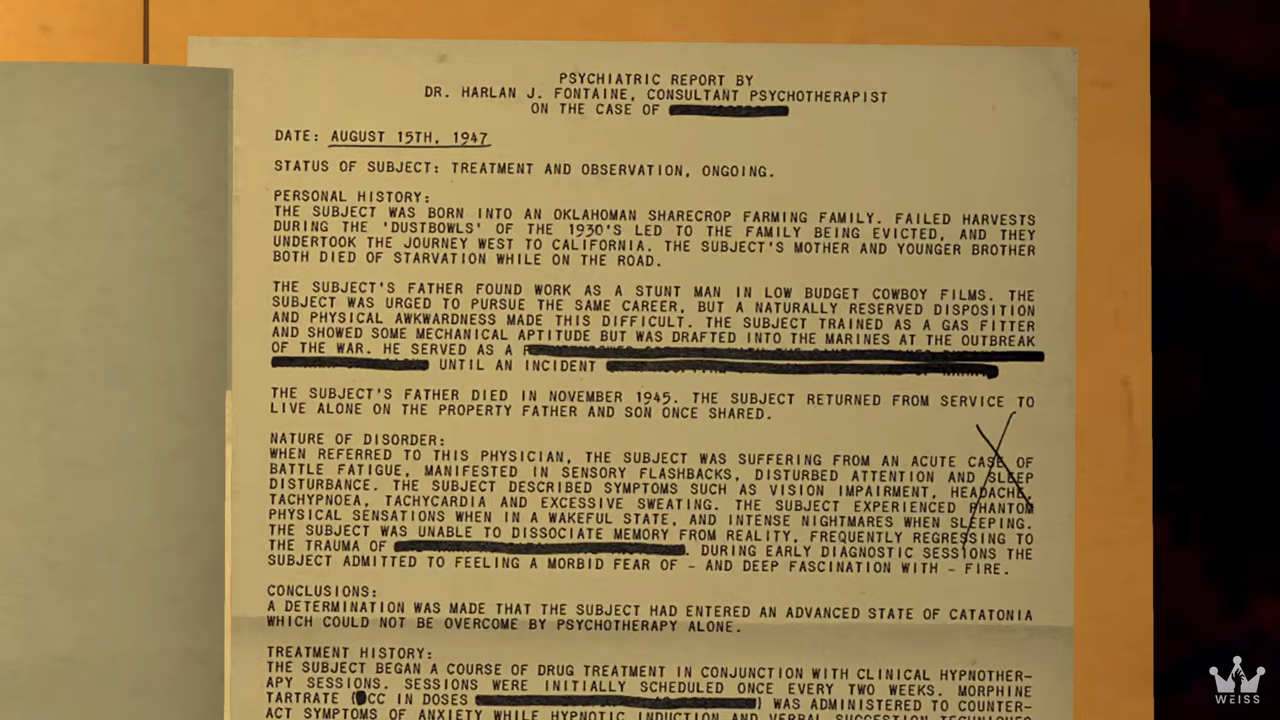 PSYCHIATRIC REPORT BY
DR. HARLAN J. FONTAINE, CONSULTANT PSYCHOTHERAPIST
ON THE CASE OF
DATE: AUGUST 15TH, 1947
STATUS OF SUBJECT: TREATMENT AND OBSERVATION, ONGOING.
PERSONAL HISTORY:
THE SUBJECT WAS BORN INTO AN OKLAHOMAN SHARECROP FARMING FAMILY. FAILED HARVESTS
DURING THE 'DUSTBOWLS' OF THE 1930'S LED TO THE FAMILY BEING EVICTED, AND THEY
UNDERTOOK THE JOURNEY WEST TO CALIFORNIA. THE SUBJECT'S MOTHER AND YOUNGER BROTHER
BOTH DIED OF STARVATION WHILE ON THE ROAD.
THE SUBJECT'S FATHER FOUND WORK AS A STUNT MAN IN LOW BUDGET COWBOY FILMS. THE
SUBJECT WAS URGED TO PURSUE THE SAME CAREER, BUT A NATURALLY RESERVED DISPOSITION
AND PHYSICAL AWKWARDNESS MADE THIS DIFFICULT. THE SUBJECT TRAINED AS A GAS FITTER
AND SHOWED SOME MECHANICAL APTITUDE BUT WAS DRAFTED INTO THE MARINES AT THE OUTBREAK
OF THE WAR. HE SERVED AS A
UNTIL AN INCIDENT
THE SUBJECT'S FATHER DIED IN NOVEMBER 1945. THE SUBJECT RETURNED FROM SERVICE TO
LIVE ALONE ON THE PROPERTY FATHER AND SON ONCE SHARED.
NATURE OF DISORDER:
WHEN REFERRED TO THIS PHYSICIAN, THE SUBJECT WAS SUFFERING FROM AN ACUTE CASE OF
BATTLE FATIGUE, MANIFESTED IN SENSORY FLASHBACKS, DISTURBED ATTENTION AND SLEEP
DISTURBANCE. THE SUBJECT DESCRIBED SYMPTOMS SUCH AS VISION IMPAIRMENT, HEADACHE,
TACHYPNOEA, TACHYCARDIA AND EXCESSIVE SWEATING. THE SUBJECT EXPERIENCED PHANTOM
PHYSICAL SENSATIONS WHEN IN A WAKEFUL STATE, AND INTENSE NIGHTMARES WHEN SLEEPING.
THE SUBJECT WAS UNABLE TO DISSOCIATE MEMORY FROM REALITY, FREQUENTLY REGRESSING TO
THE TRAUMA OF . DURING EARLY DIAGNOSTIC SESSIONS THE
SUBJECT ADMITTED TO FEELING A MORBID FEAR OF - AND DEEP FASCINATION WITH - FIRE.
CONCLUSIONS:
A DETERMINATION WAS MADE THAT THE SUBJECT HAD ENTERED AN ADVANCED STATE OF CATATONIA
WHICH COULD NOT BE OVERCOME BY PSYCHOTHERAPY ALONE.
TREATMENT HISTORY:
THE SUBJECT BEGAN A COURSE OF DRUG TREATMENT IN CONJUNCTION WITH CLINICAL HYPNOTHER-
APY SESSIONS. SESSIONS WERE INITIALLY SCHEDULED ONCE EVERY TWO WEEKS. MORPHINE
TARTRATE ( CC IN DOSES ) WAS ADMINISTERED TO COUNTER-
ACT SYMPTOMS OF ANXIETY WHILE HYPNOTIC INDUCTION AND VERBAL SUGGESTION TECHNIQUES
WEISS